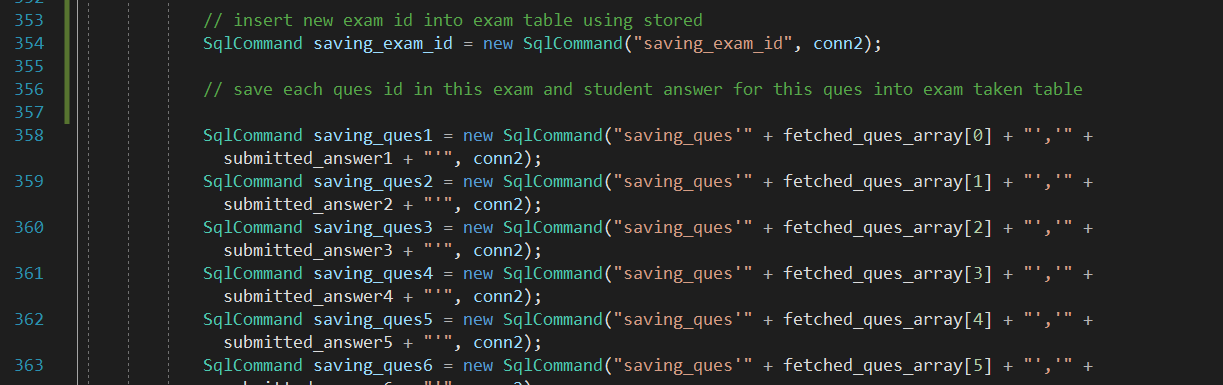 353 // insert new exam id into exam table using stored
354 SqlCommand saving_exam_id = new SqlCommand("saving_exam_id", conn2);
355
356 // save each ques id in this exam and student answer for this ques into exam taken table
357
358 SqlCommand saving_ques1 = new SqlCommand("saving_ques'" + fetched_ques_array[0] + "','" +
submitted_answer1 + "'", conn2);
359 SqlCommand saving_ques2 = new SqlCommand("saving_ques'" + fetched_ques_array[1] + "','" +
submitted_answer2 + "'", conn2);
360 SqlCommand saving_ques3 = new SqlCommand("saving_ques'" + fetched_ques_array[2] + "','" +
submitted_answer3 + "'", conn2);
361 SqlCommand saving_ques4 = new SqlCommand("saving_ques'" + fetched_ques_array[3] + "','" +
submitted_answer4 + "'", conn2);
362 SqlCommand saving_ques5 = new SqlCommand("saving_ques'" + fetched_ques_array[4] + "','" +
submitted_answer5 + "'", conn2);
363 SqlCommand saving_ques6 = new SqlCommand("saving_ques'" + fetched_ques_array[5] + "','" +